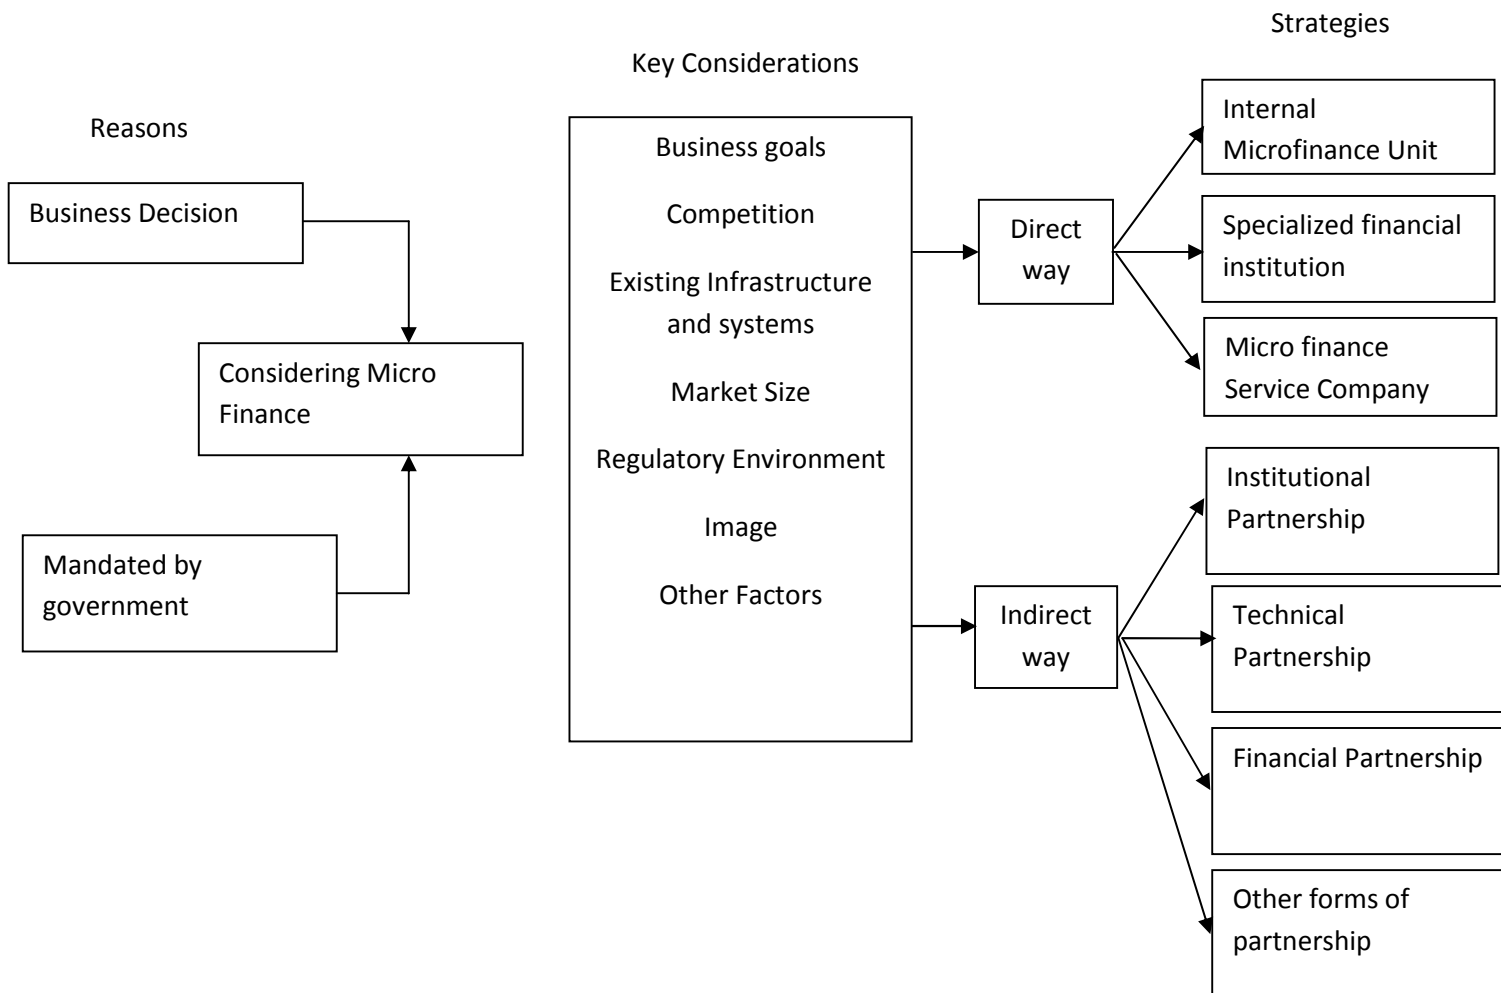 Reasons
Business Decision
Considering Micro
Finance
Mandated by
government
Key Considerations
Business goals
Competition
Existing Infrastructure
and systems
Market Size
Regulatory Environment
Image
Other Factors
Direct
way
Indirect
way
Strategies
Internal
Microfinance Unit
Specialized financial
institution
Micro finance
Service Company
Institutional
Partnership
Technical
Partnership
Financial Partnership
Other forms of
partnership